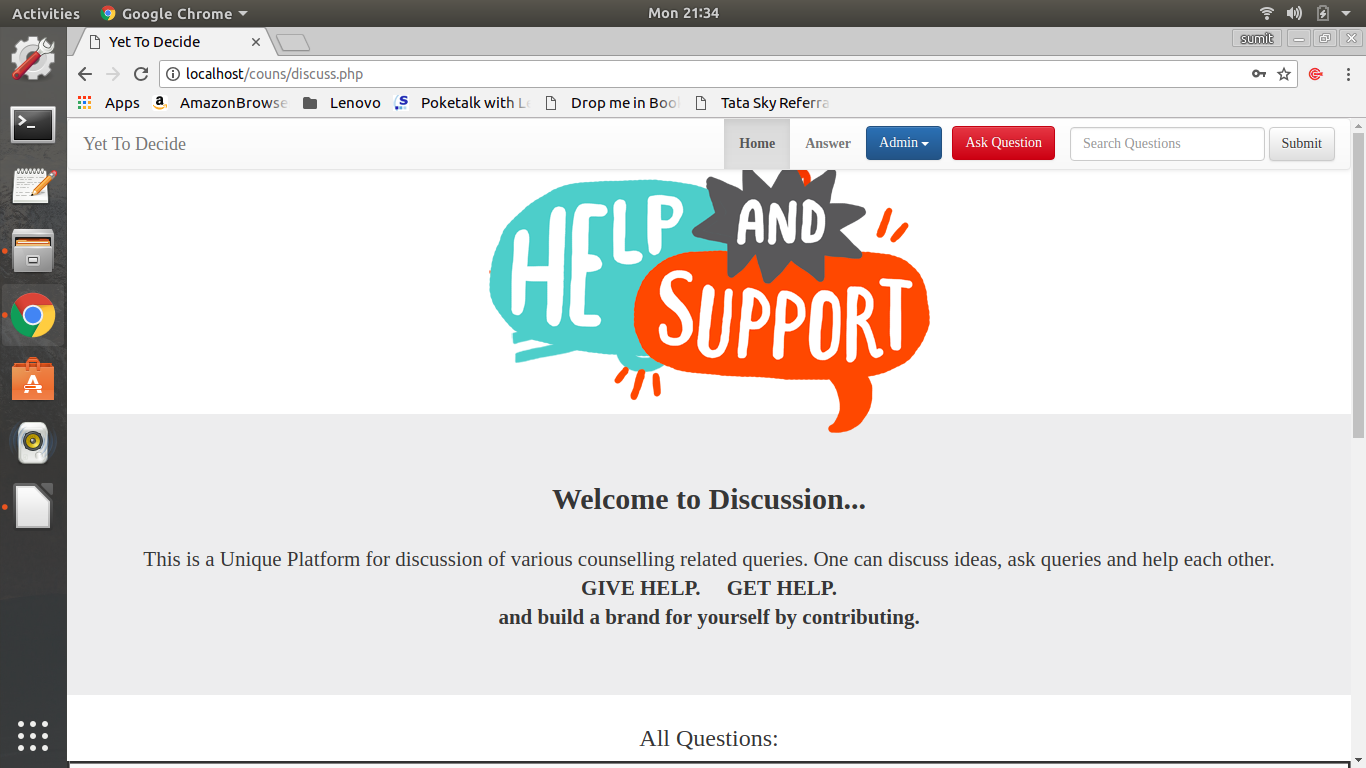 Activities Google Chrome Mon 21:34
Yet To Decide sumit
localhost/couns/discuss.php
Apps AmazonBrowse Lenovo Poketalk with L Drop me in Boo Tata Sky Referra
Yet To Decide Home Answer Admin Ask Question Search Questions Submit
HELP AND SUPPORT
Welcome to Discussion...
This is a Unique Platform for discussion of various counselling related queries. One can discuss ideas, ask queries and help each other.
GIVE HELP. GET HELP.
and build a brand for yourself by contributing.
All Questions: